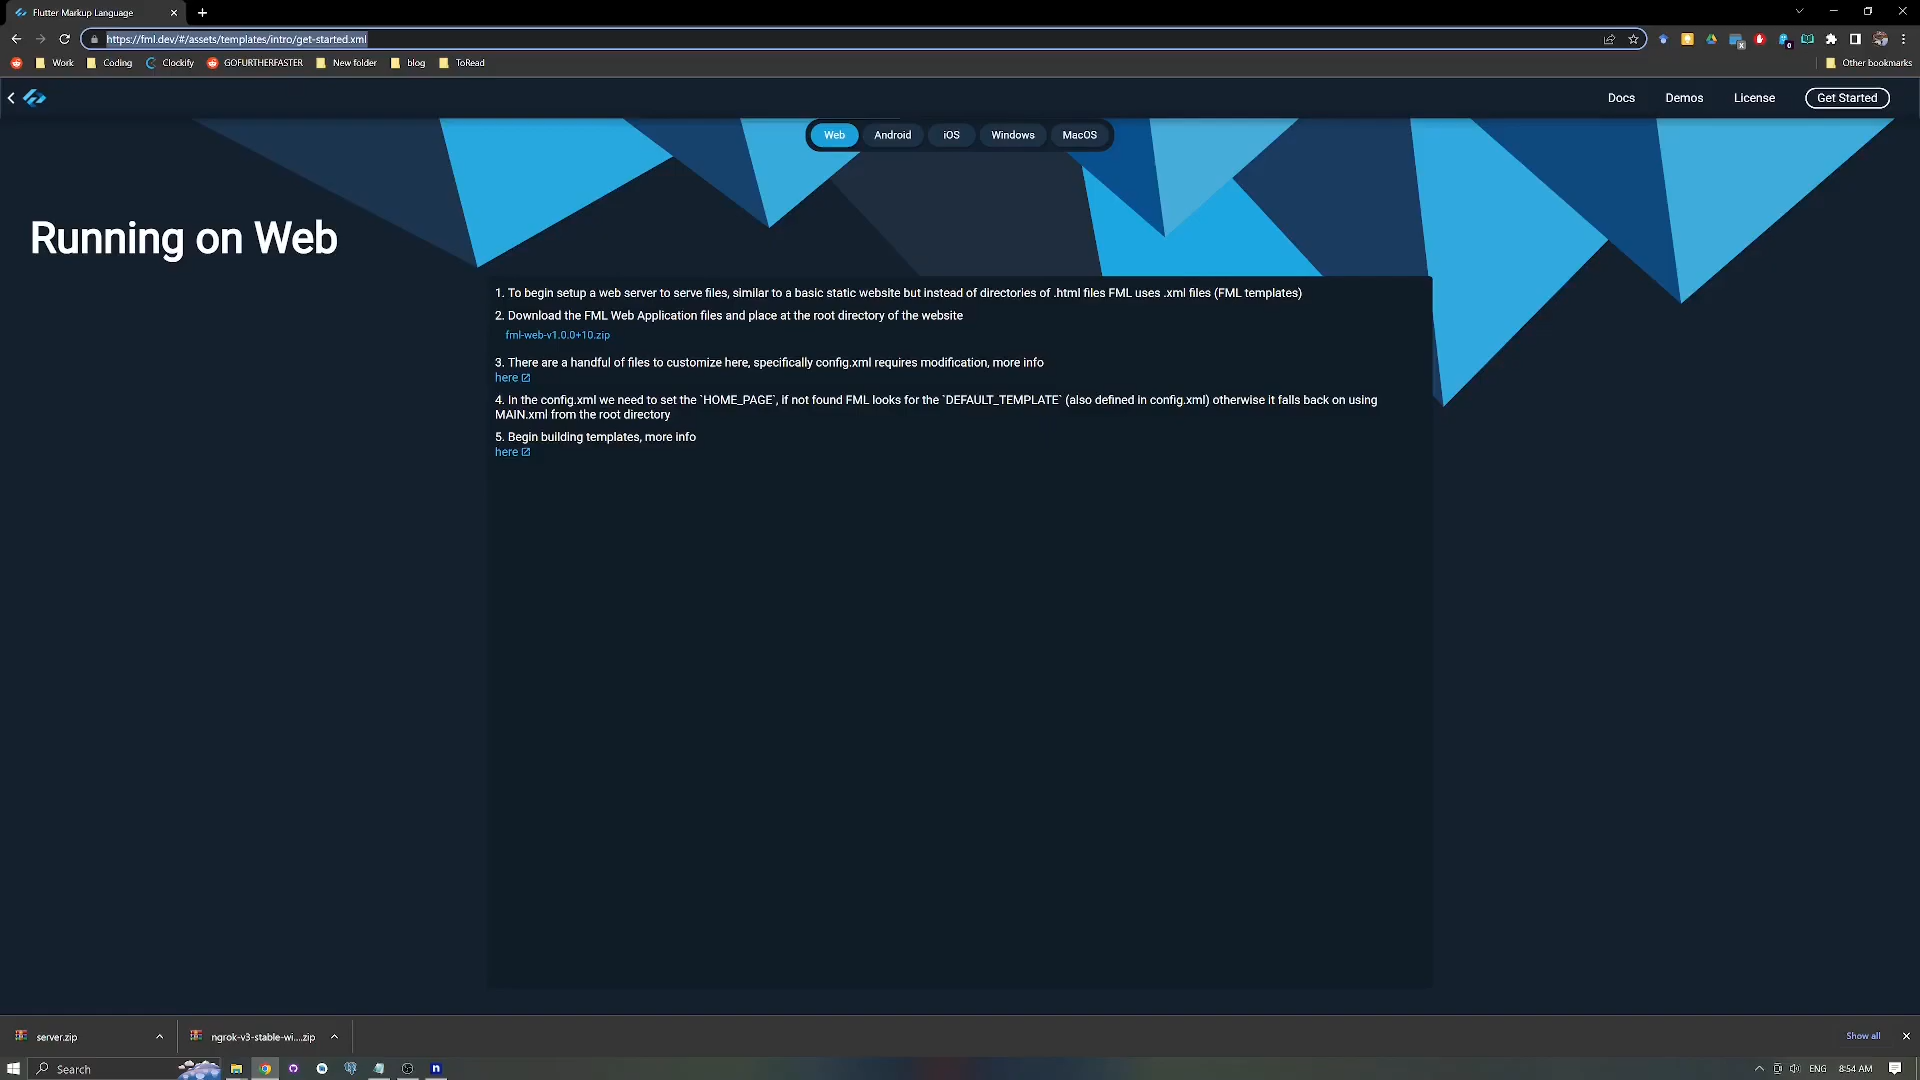 Flutter Markup Language
https://fml.dev/#/assets/templates/intro/get-started.xml
Work
Coding
Clockify
GOFURTHERFASTER
New folder
blog
ToRead
Other bookmarks
Docs
Demos
License
Get Started
Web
Android
iOS
Windows
MacOS
Running on Web
1. To begin setup a web server to serve files, similar to a basic static website but instead of directories of .html files FML uses .xml files (FML templates)
2. Download the FML Web Application files and place at the root directory of the website
fml-web-v1.0.0+10.zip
3. There are a handful of files to customize here, specifically config.xml requires modification, more info
here
4. In the config.xml we need to set the `HOME_PAGE`, if not found FML looks for the `DEFAULT_TEMPLATE` (also defined in config.xml) otherwise it falls back on using
MAIN.xml from the root directory
5. Begin building templates, more info
here
server.zip
ngrok-v3-stable-wi....zip
Show all
Search
ENG
8:54 AM